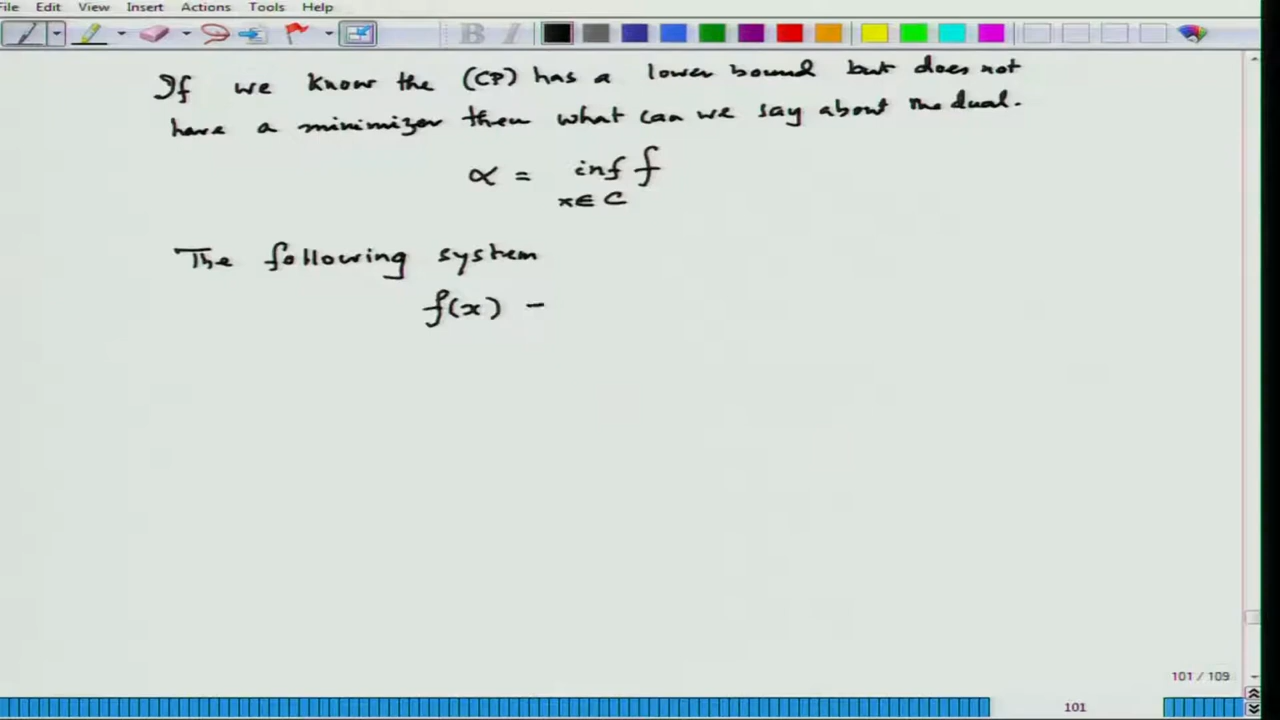 File Edit View Insert Actions Tools Help
B I
If we know the (CP) has a lower bound but does not
have a minimizer then what can we say about the dual.
α = inf f
x∈ C
The following system
f(x) -
101 / 109
101